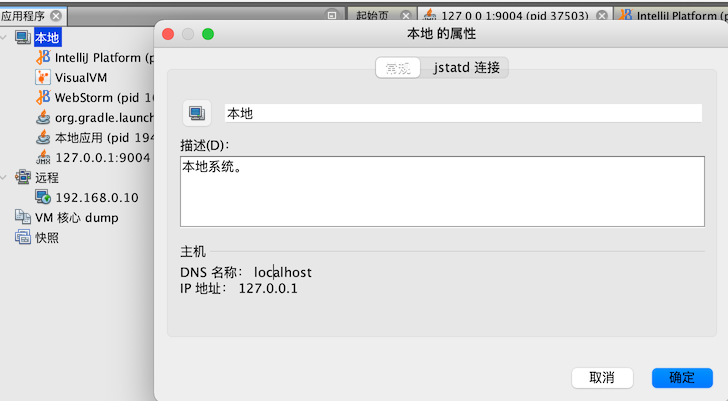 应用程序
起始页
127 0 0 1:9004 (pid 37503)
IntelliJ Platform (p
本地
IntelliJ Platform (p
VisualVM
WebStorm (pid 10
org.gradle.launch
本地应用 (pid 194
127.0.0.1:9004
远程
192.168.0.10
VM 核心 dump
快照
本地 的属性
常规
jstatd 连接
本地
描述(D):
本地系统。
主机
DNS 名称: localhost
IP 地址: 127.0.0.1
取消
确定